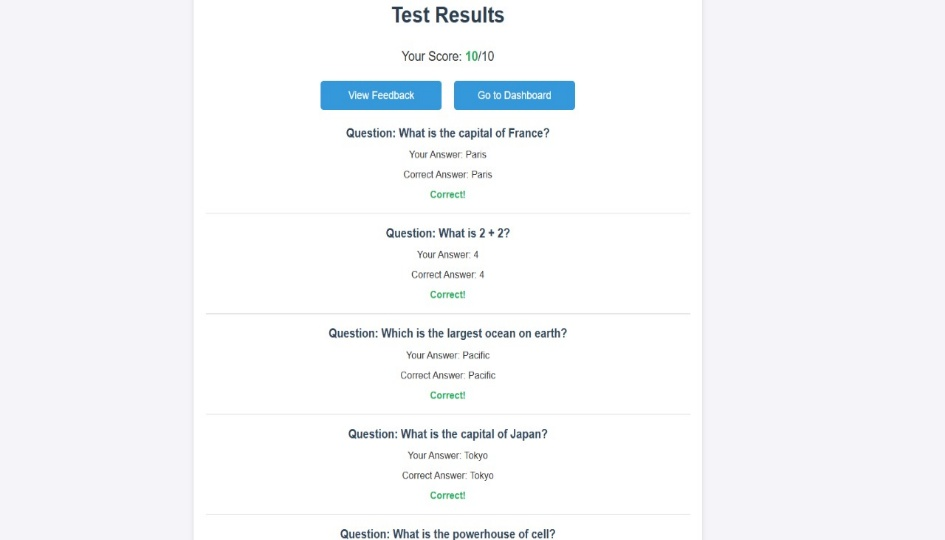 Test Results
Your Score: 10/10
View Feedback
Go to Dashboard
Question: What is the capital of France?
Your Answer: Paris
Correct Answer: Paris
Correct!
Question: What is 2 + 2?
Your Answer: 4
Correct Answer: 4
Correct!
Question: Which is the largest ocean on earth?
Your Answer: Pacific
Correct Answer: Pacific
Correct!
Question: What is the capital of Japan?
Your Answer: Tokyo
Correct Answer: Tokyo
Correct!
Question: What is the powerhouse of cell?